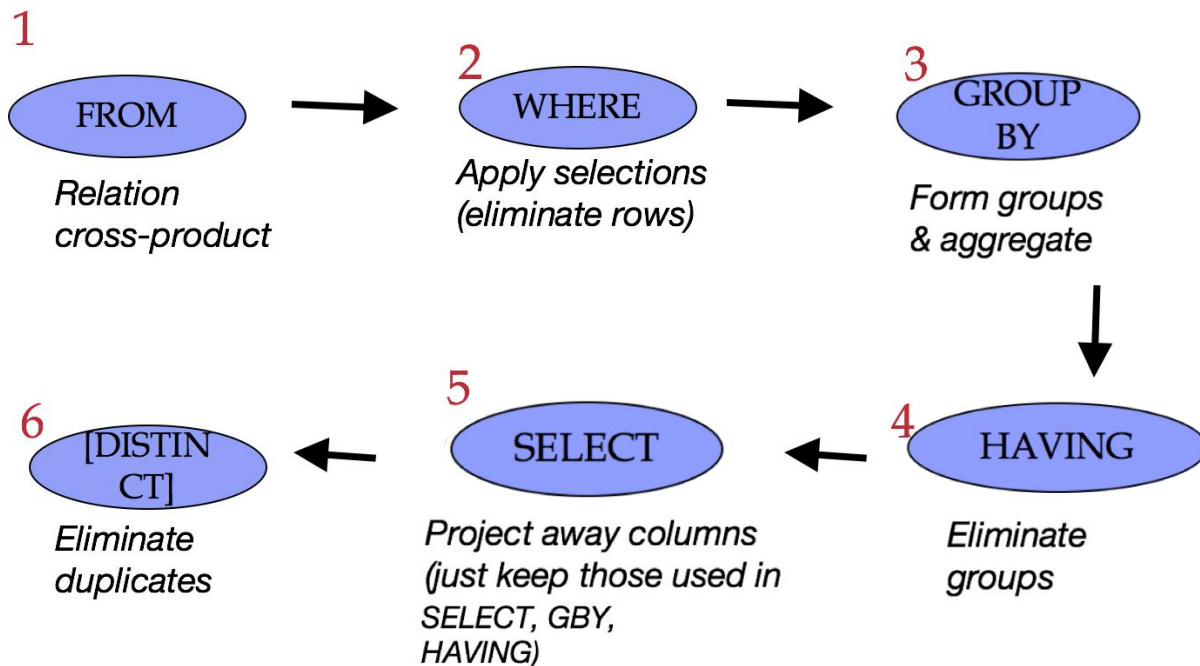 1
FROM
Relation
cross-product
2
WHERE
Apply selections
(eliminate rows)
3
GROUP
BY
Form groups
& aggregate
4
HAVING
Eliminate
groups
5
SELECT
Project away columns
(just keep those used in
SELECT, GBY,
HAVING)
6
[DISTIN
CT]
Eliminate
duplicates